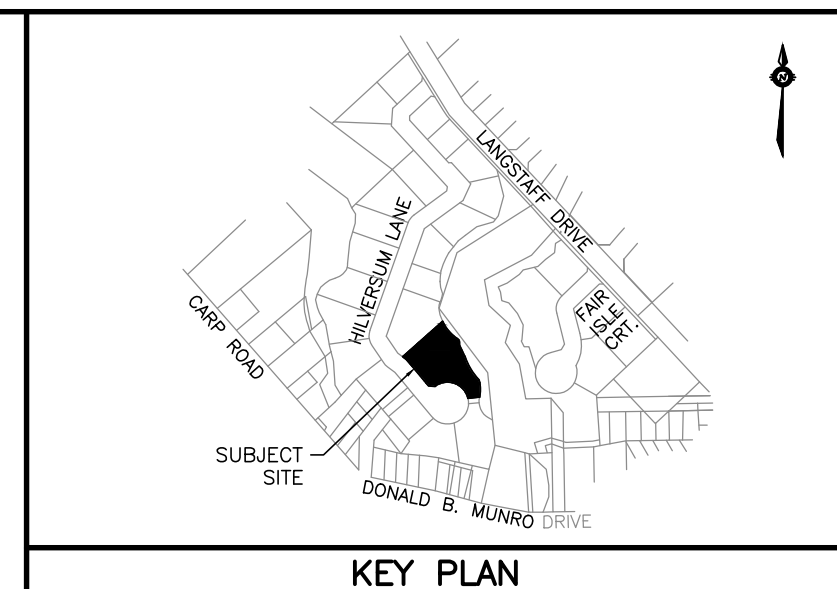 N
LANGSTAFF DRIVE
HILVERSUM LANE
FAIR
ISLE
CRT.
CARP ROAD
SUBJECT
SITE
DONALD B. MUNRO DRIVE
KEY PLAN